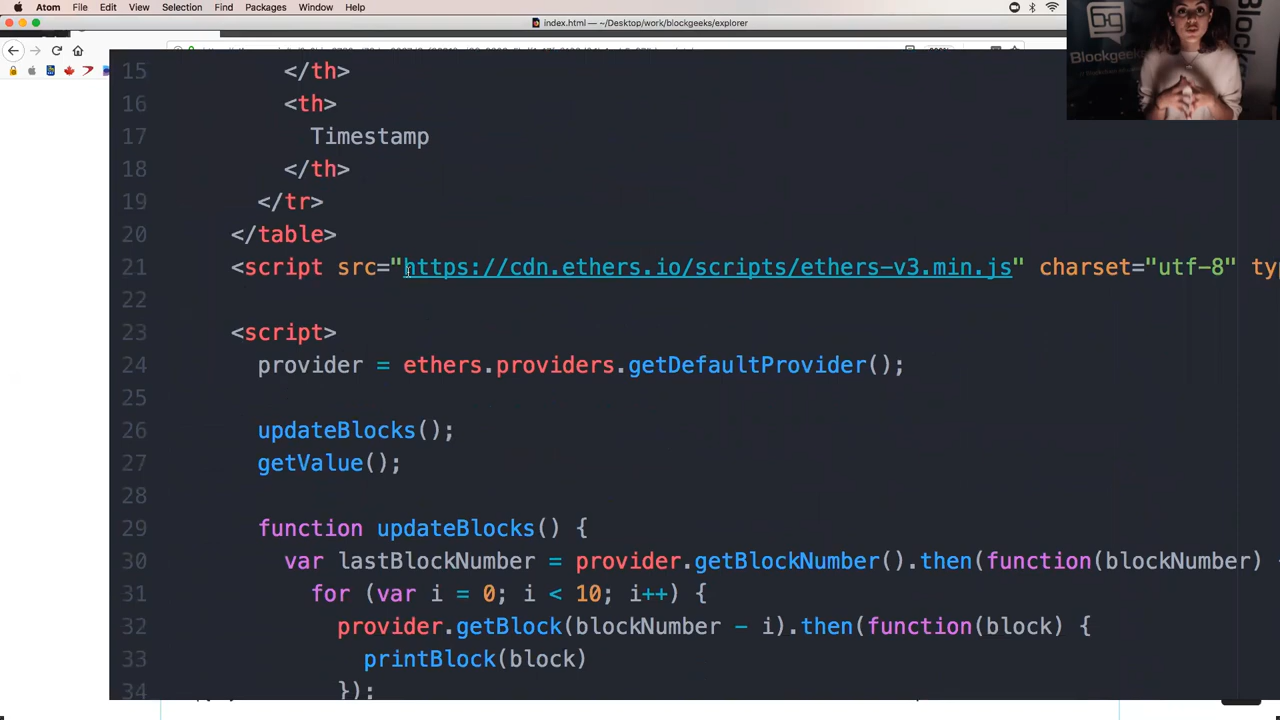 Atom File Edit View Selection Find Packages Window Help
index.html — ~/Desktop/work/blockgeeks/explorer
Blockgeeks
15 </th>
16 <th>
17 Timestamp
18 </th>
19 </tr>
20 </table>
21 <script src="https://cdn.ethers.io/scripts/ethers-v3.min.js" charset="utf-8" ty
22
23 <script>
24 provider = ethers.providers.getDefaultProvider();
25
26 updateBlocks();
27 getValue();
28
29 function updateBlocks() {
30 var lastBlockNumber = provider.getBlockNumber().then(function(blockNumber)
31 for (var i = 0; i < 10; i++) {
32 provider.getBlock(blockNumber - i).then(function(block) {
33 printBlock(block)
34 });